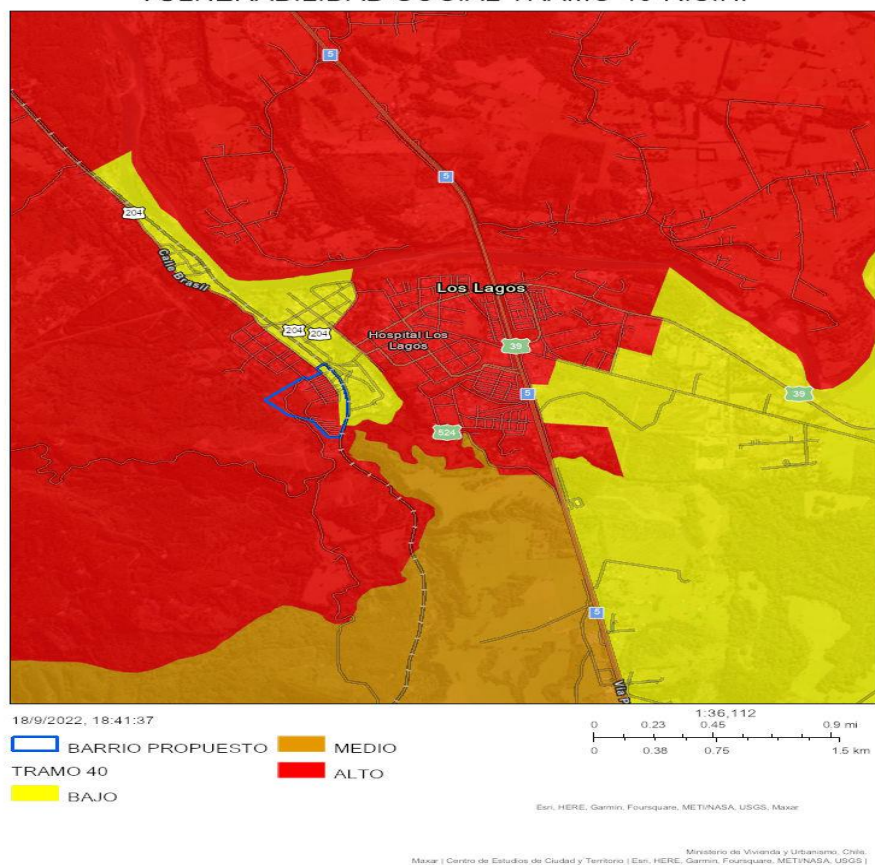 5
5
204
Calle Brasil
Los Lagos
204
204
Hospital Los
Lagos
39
5
39
524
5
18/9/2022, 18:41:37
BARRIO PROPUESTO
MEDIO
TRAMO 40
ALTO
BAJO
1:36,112
0 0.23 0.45 0.9 mi
0 0.38 0.75 1.5 km
Esri, HERE, Garmin, Foursquare, METI/NASA, USGS, Maxar
Ministerio de Vivienda y Urbanismo, Chile.
Maxar | Centro de Estudios de Ciudad y Territorio | Esri, HERE, Garmin, Foursquare, METI/NASA, USGS |